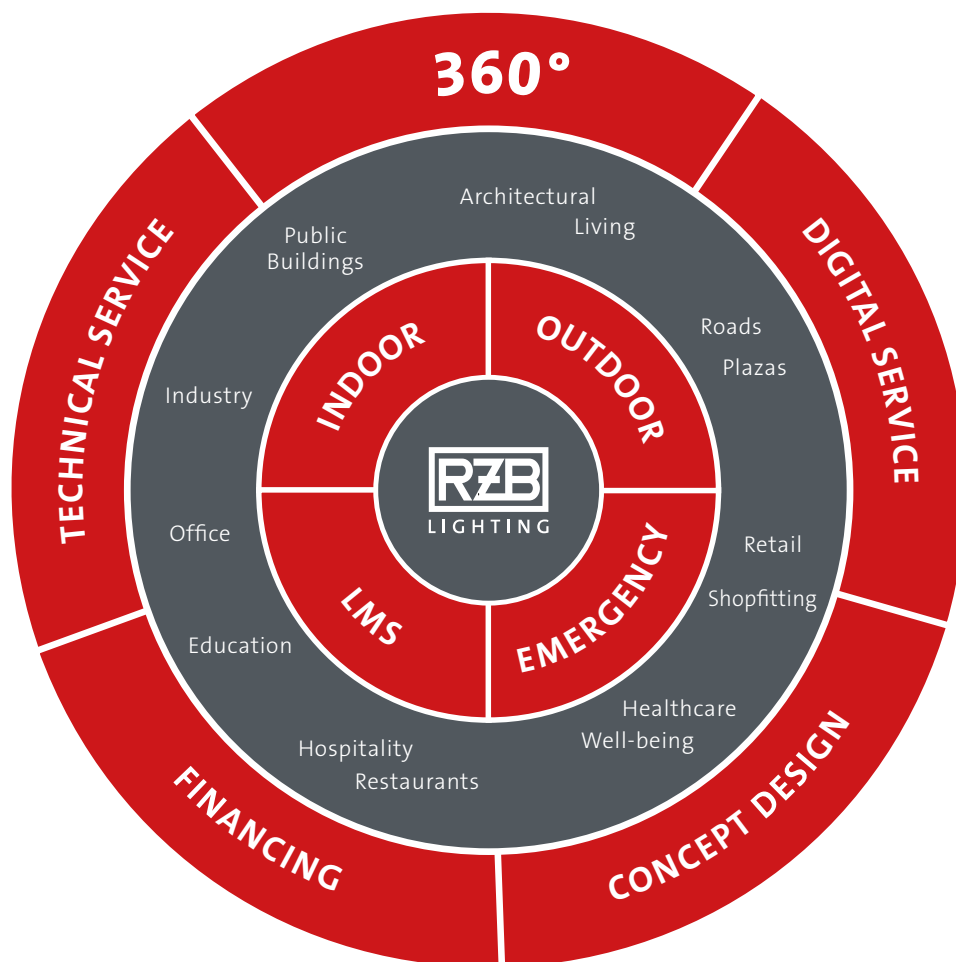 360°
TECHNICAL SERVICE
DIGITAL SERVICE
Architectural
Living
Public
Buildings
Roads
Plazas
INDOOR
OUTDOOR
Industry
RZB
LIGHTING
Office
Retail
Shopfitting
LMS
EMERGENCY
Education
Healthcare
Well-being
Hospitality
Restaurants
FINANCING
CONCEPT DESIGN